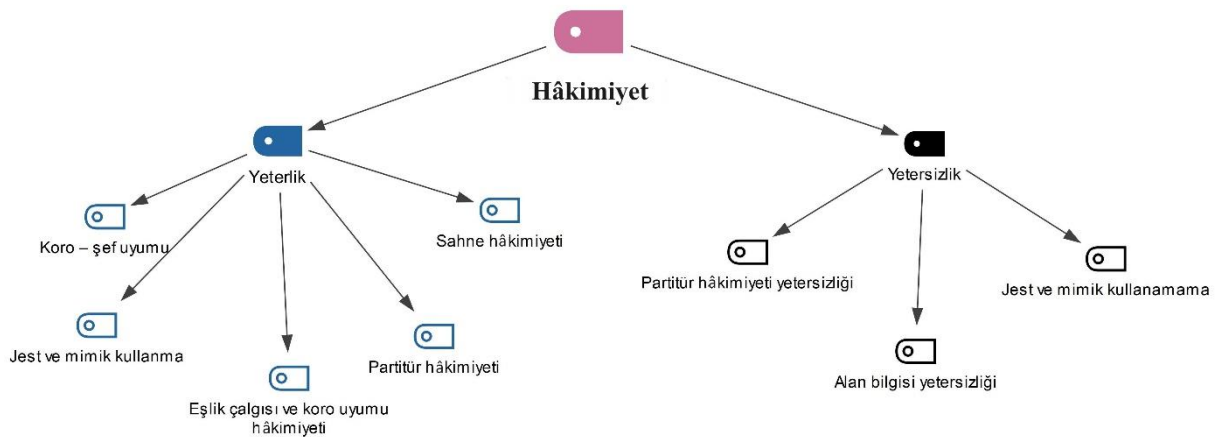 Hâkimiyet
Yeterlik
Yetersizlik
Koro – şef uyumu
Sahne hâkimiyeti
Partitür hâkimiyeti yetersizliği
Jest ve mimik kullanamama
Jest ve mimik kullanma
Partitür hâkimiyeti
Alan bilgisi yetersizliği
Eşlik çalgısı ve koro uyumu
hâkimiyeti